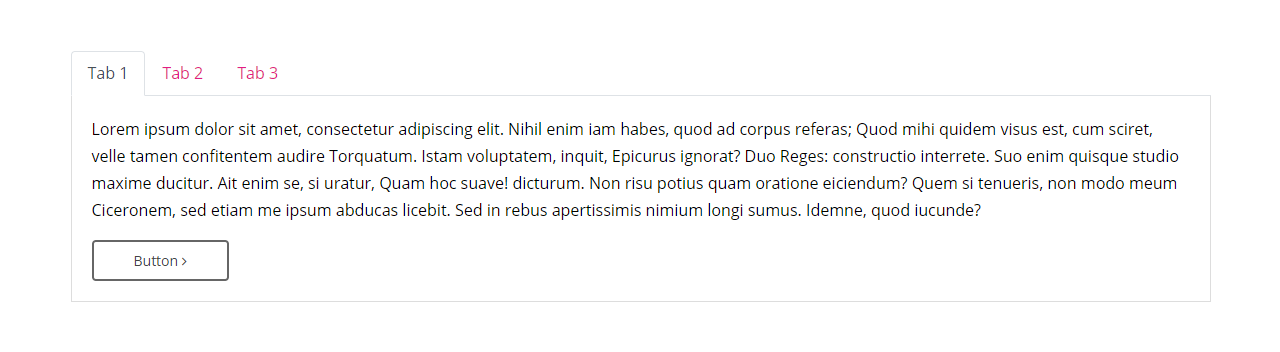 Tab 1 Tab 2 Tab 3
Lorem ipsum dolor sit amet, consectetur adipiscing elit. Nihil enim iam habes, quod ad corpus referas; Quod mihi quidem visus est, cum sciret,
velle tamen confitentem audire Torquatum. Istam voluptatem, inquit, Epicurus ignorat? Duo Reges: constructio interrete. Suo enim quisque studio
maxime ducitur. Ait enim se, si uratur, Quam hoc suave! dicturum. Non risu potius quam oratione eiciendum? Quem si tenueris, non modo meum
Ciceronem, sed etiam me ipsum abducas licebit. Sed in rebus apertissimis nimium longi sumus. Idemne, quod iucunde?
Button >